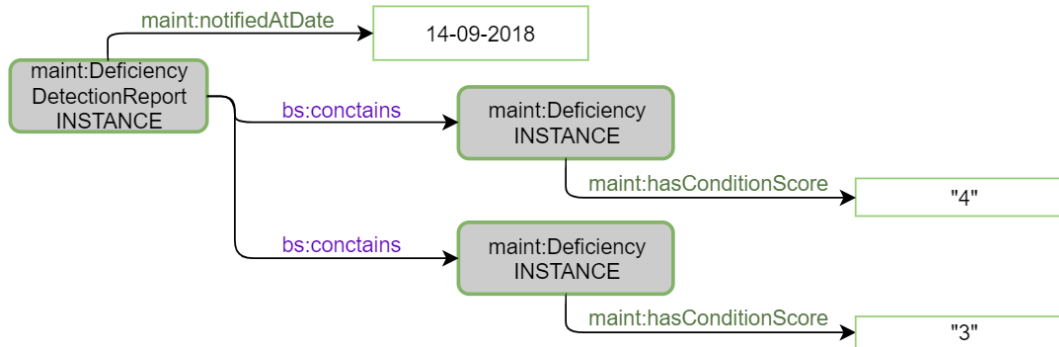 maint:notifiedAtDate
14-09-2018
maint:Deficiency
DetectionReport
INSTANCE
bs:conctains
maint:Deficiency
INSTANCE
maint:hasConditionScore
"4"
bs:conctains
maint:Deficiency
INSTANCE
maint:hasConditionScore
"3"